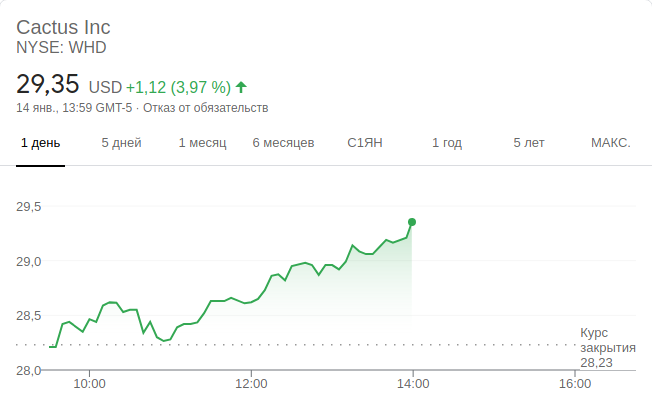 Cactus Inc
NYSE: WHD
29,35 USD +1,12 (3,97 %)
14 янв., 13:59 GMT-5 · Отказ от обязательств
1 день 5 дней 1 месяц 6 месяцев С1ЯН 1 год 5 лет МАКС.
29,5
29,0
28,5
28,0
Курс
закрытия
28,23
10:00 12:00 14:00 16:00